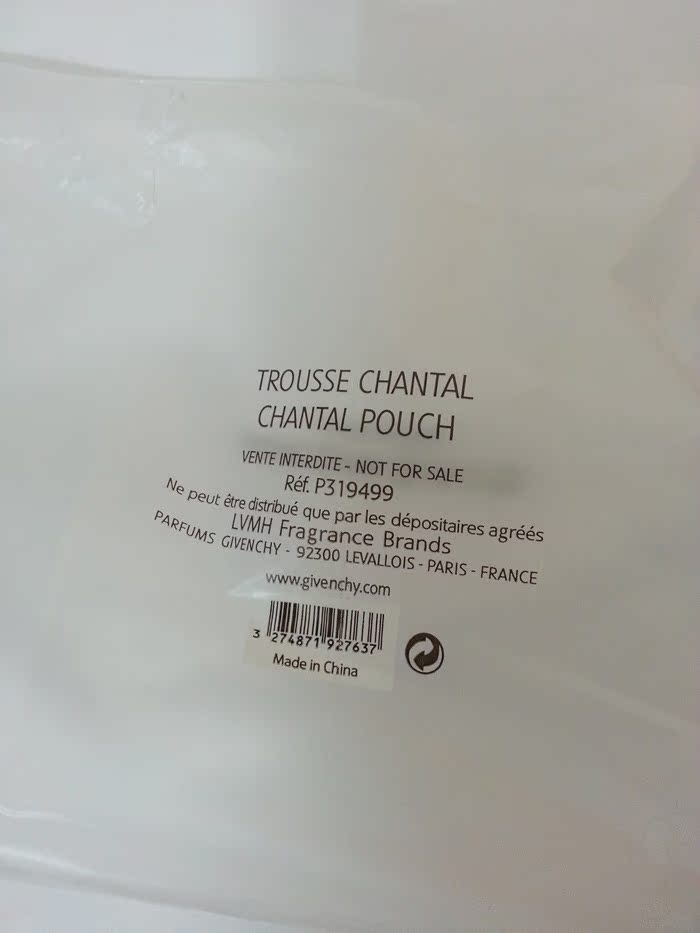 TROUSSE CHANTAL
CHANTAL POUCH
VENTE INTERDITE - NOT FOR SALE
Réf. P319499
Ne peut être distribué que par les dépositaires agréés
LVMH Fragrance Brands
PARFUMS GIVENCHY - 92300 LEVALLOIS - PARIS - FRANCE
www.givenchy.com
3 274871 927637
Made in China